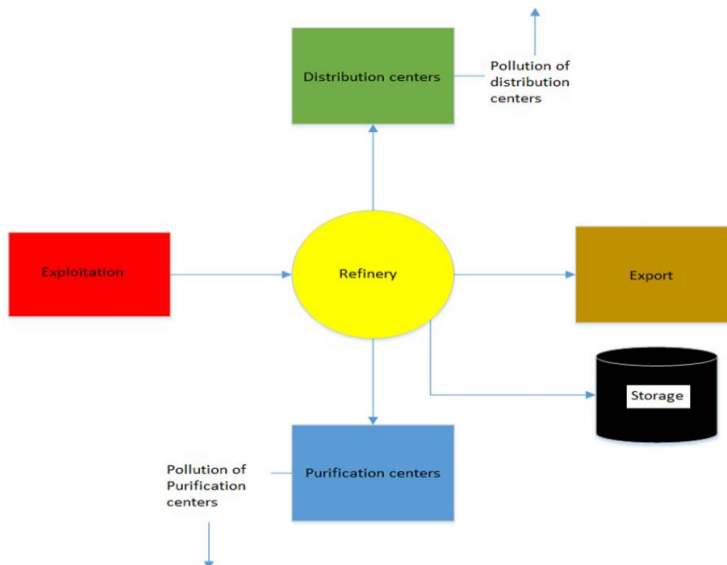 Distribution centers
Pollution of
distribution
centers
Exploitation
Refinery
Export
Storage
Purification centers
Pollution of
Purification
centers